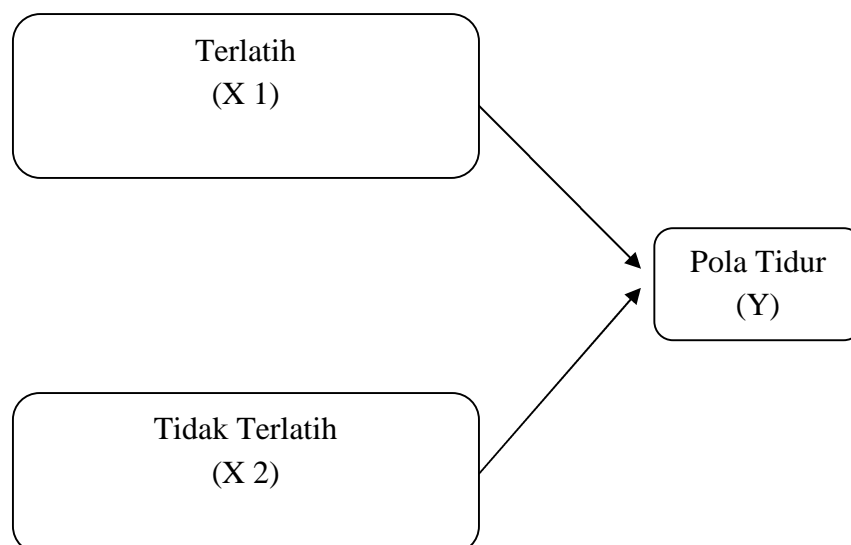 Terlatih
(X 1)
Pola Tidur
(Y)
Tidak Terlatih
(X 2)